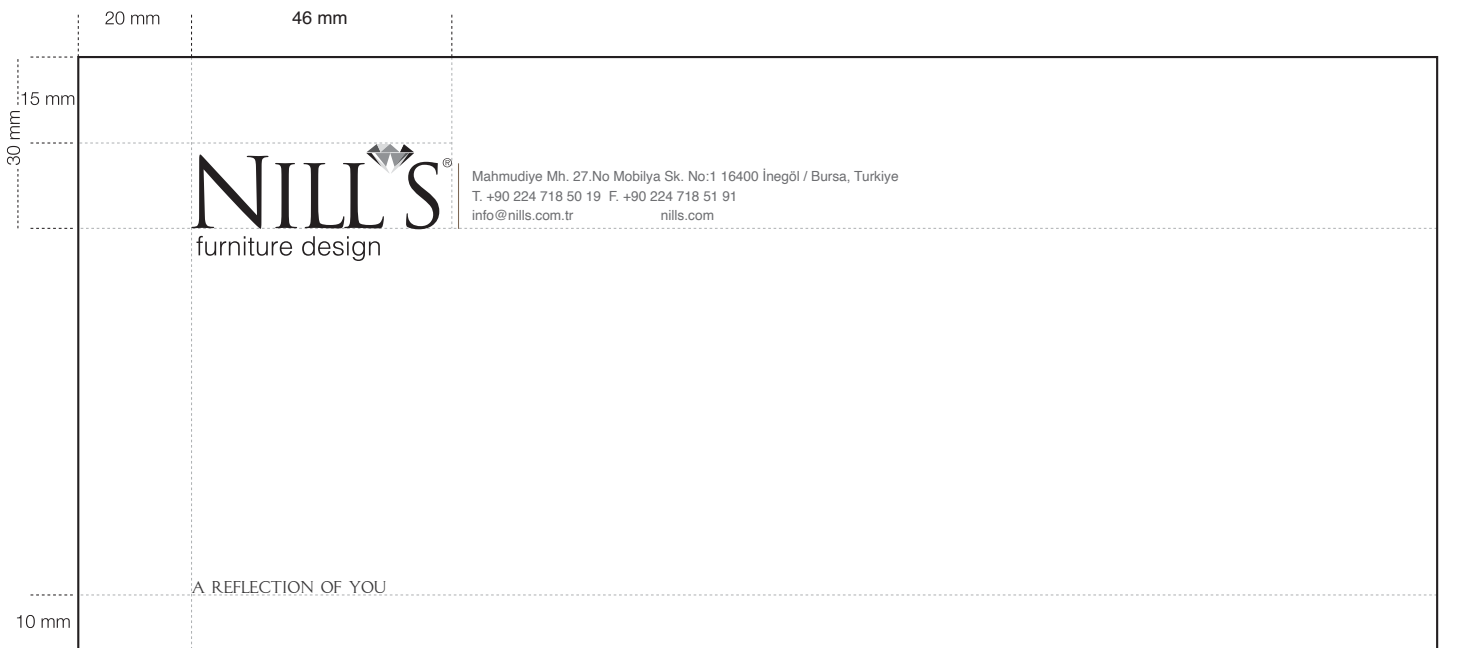 20 mm
46 mm
15 mm
30 mm
NILL'S®
furniture design
Mahmudiye Mh. 27.No Mobilya Sk. No:1 16400 İnegöl / Bursa, Turkiye
T. +90 224 718 50 19 F. +90 224 718 51 91
info@nills.com.tr nills.com
A REFLECTION OF YOU
10 mm